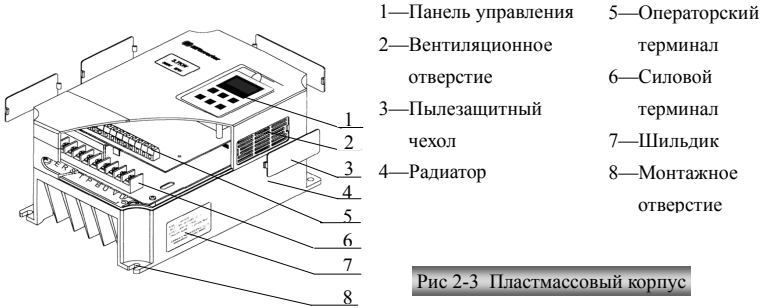 1—Панель управления
2—Вентиляционное
отверстие
3—Пылезащитный
чехол
4—Радиатор
5—Операторский
терминал
6—Силовой
терминал
7—Шильдик
8—Монтажное
отверстие
1
2
3
4
5
6
7
8
Рис 2-3 Пластмассовый корпус